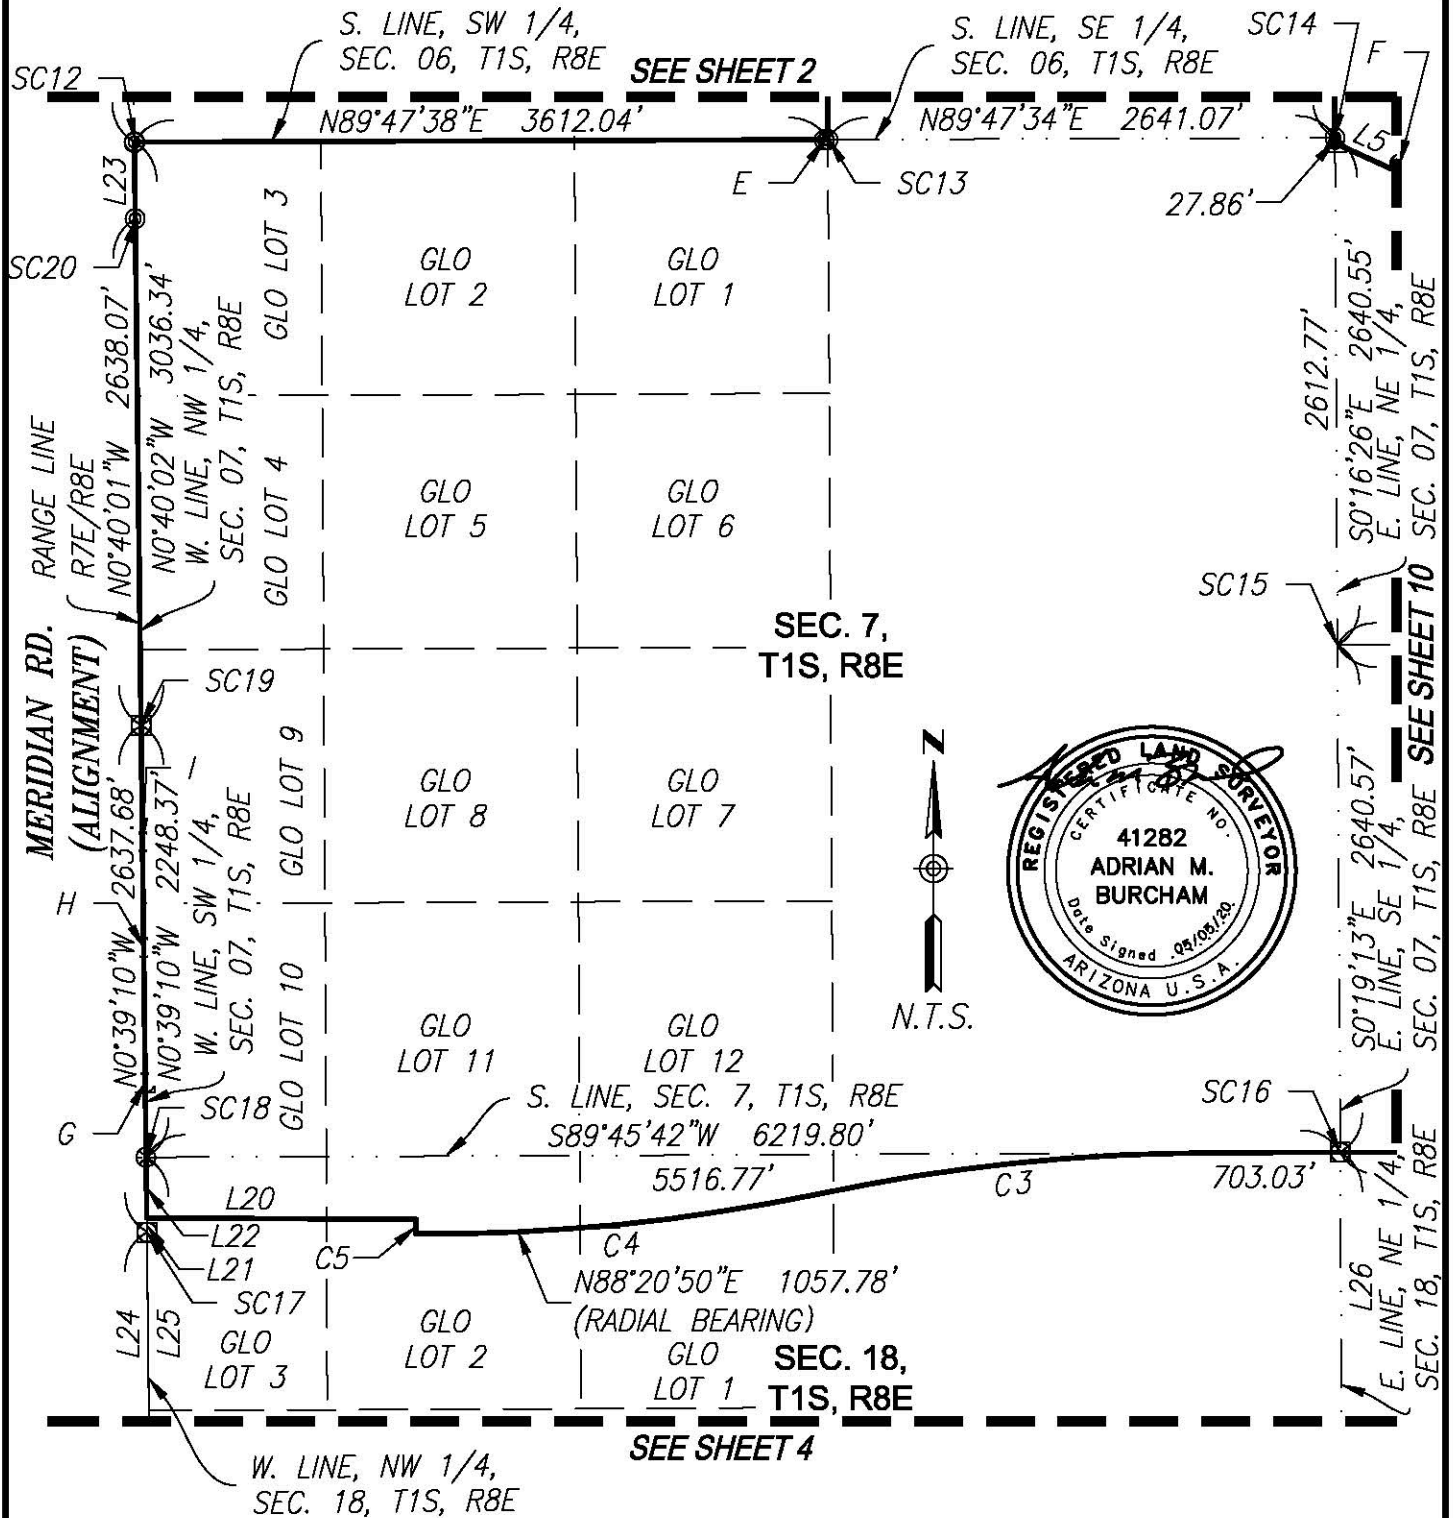 S. LINE, SW 1/4,
SEC. 06, T1S, R8E
SEE SHEET 2
S. LINE, SE 1/4,
SEC. 06, T1S, R8E
SC14
F
SC12
N89°47'38"E 3612.04'
N89°47'34"E 2641.07'
L5
L23
E
SC13
27.86'
SC20
GLO LOT 3
GLO
LOT 2
GLO
LOT 1
RANGE LINE
R7E/R8E
N0°40'01"W 2638.07'
N0°40'02"W 3036.34'
W. LINE, NW 1/4,
SEC. 07, T1S, R8E
2612.77'
S0°16'26"E 2640.55'
E. LINE, NE 1/4,
SEC. 07, T1S, R8E
GLO LOT 4
GLO
LOT 5
GLO
LOT 6
SC15
SEC. 7,
T1S, R8E
MERIDIAN RD.
(ALIGNMENT)
SC19
SEE SHEET 10
I
H
G
N0°39'10"W 2637.68'
N0°39'10"W 2248.37'
W. LINE, SW 1/4,
SEC. 07, T1S, R8E
GLO LOT 9
GLO
LOT 8
GLO
LOT 7
N
N.T.S.
REGISTERED LAND SURVEYOR
CERTIFICATE NO.
41282
ADRIAN M.
BURCHAM
Date Signed 05/05/20
ARIZONA U.S.A.
S0°19'13"E 2640.57'
E. LINE, SE 1/4,
SEC. 07, T1S, R8E
GLO LOT 10
GLO
LOT 11
GLO
LOT 12
SC18
S. LINE, SEC. 7, T1S, R8E
S89°45'42"W 6219.80'
5516.77'
SC16
703.03'
C3
L20
L22
L21
C5
C4
SC17
N88°20'50"E 1057.78'
(RADIAL BEARING)
L24
L25
GLO
LOT 3
GLO
LOT 2
GLO
LOT 1
SEC. 18,
T1S, R8E
L26
E. LINE, NE 1/4,
SEC. 18, T1S, R8E
SEE SHEET 4
W. LINE, NW 1/4,
SEC. 18, T1S, R8E